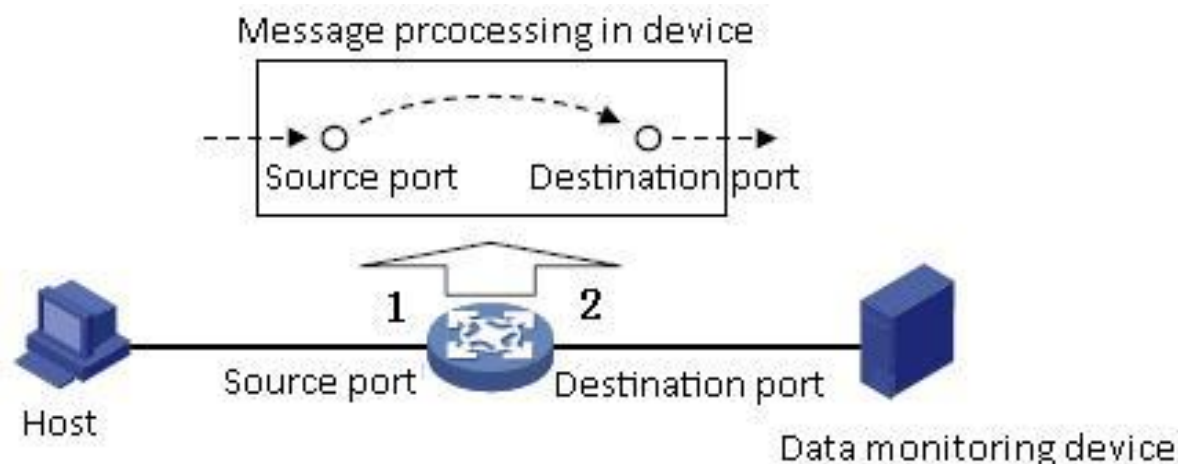 Message prcocessing in device
Source port
Destination port
1
2
Source port
Destination port
Host
Data monitoring device